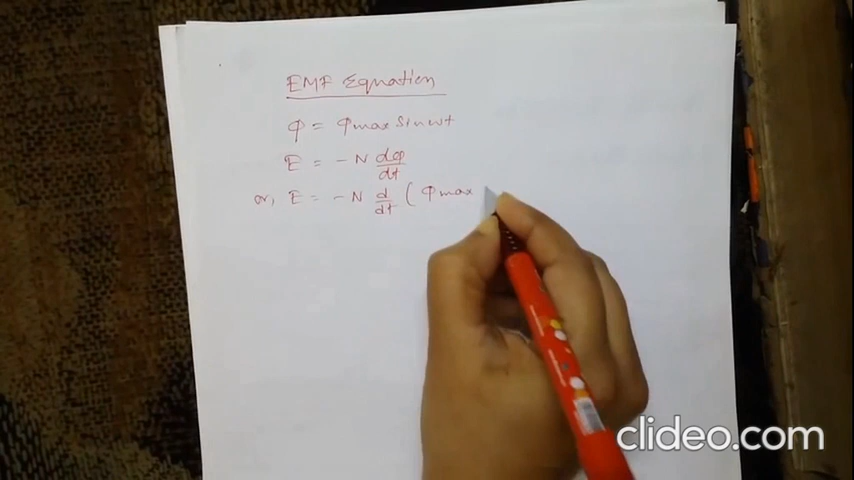 EMF Equation
φ = φmax Sin ωt
E = -N dφ/dt
or, E = -N d/dt ( φmax
clideo.com